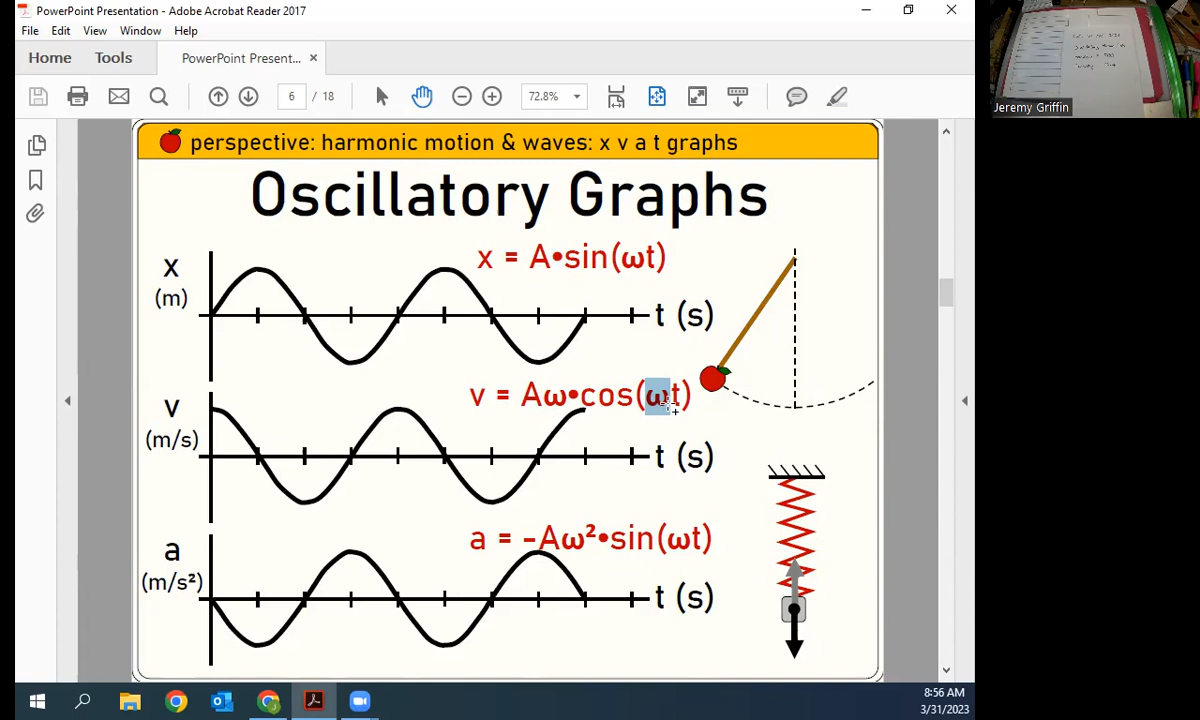 PowerPoint Presentation - Adobe Acrobat Reader 2017
File Edit View Window Help
Home Tools PowerPoint Present... ×
6 / 18 72.8%
perspective: harmonic motion & waves: x v a t graphs
Oscillatory Graphs
x = A•sin(ωt)
x
(m)
t (s)
v = Aω•cos(ωt)
v
(m/s)
t (s)
a = -Aω²•sin(ωt)
a
(m/s²)
t (s)
Jeremy Griffin
8:56 AM
3/31/2023